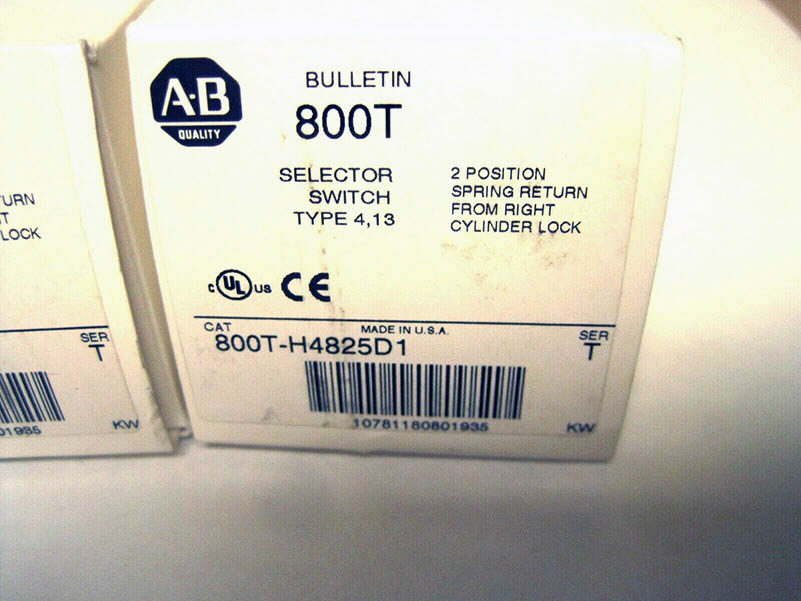 A-B
QUALITY
BULLETIN
800T
SELECTOR
SWITCH
TYPE 4,13
2 POSITION
SPRING RETURN
FROM RIGHT
CYLINDER LOCK
c UL US CE
CAT
MADE IN U.S.A.
SER
800T-H4825D1
T
10781180801935
KW
URN
T
LOCK
SER
T
01935
KW